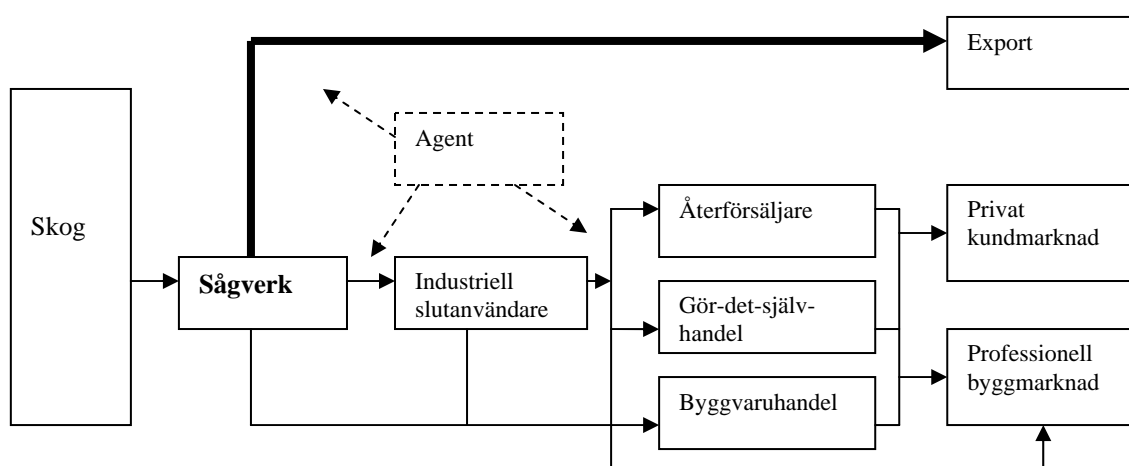 Export
Agent
Skog
Återförsäljare
Privat
kundmarknad
Sågverk
Industriell
slutanvändare
Gör-det-själv-
handel
Professionell
byggmarknad
Byggvaruhandel